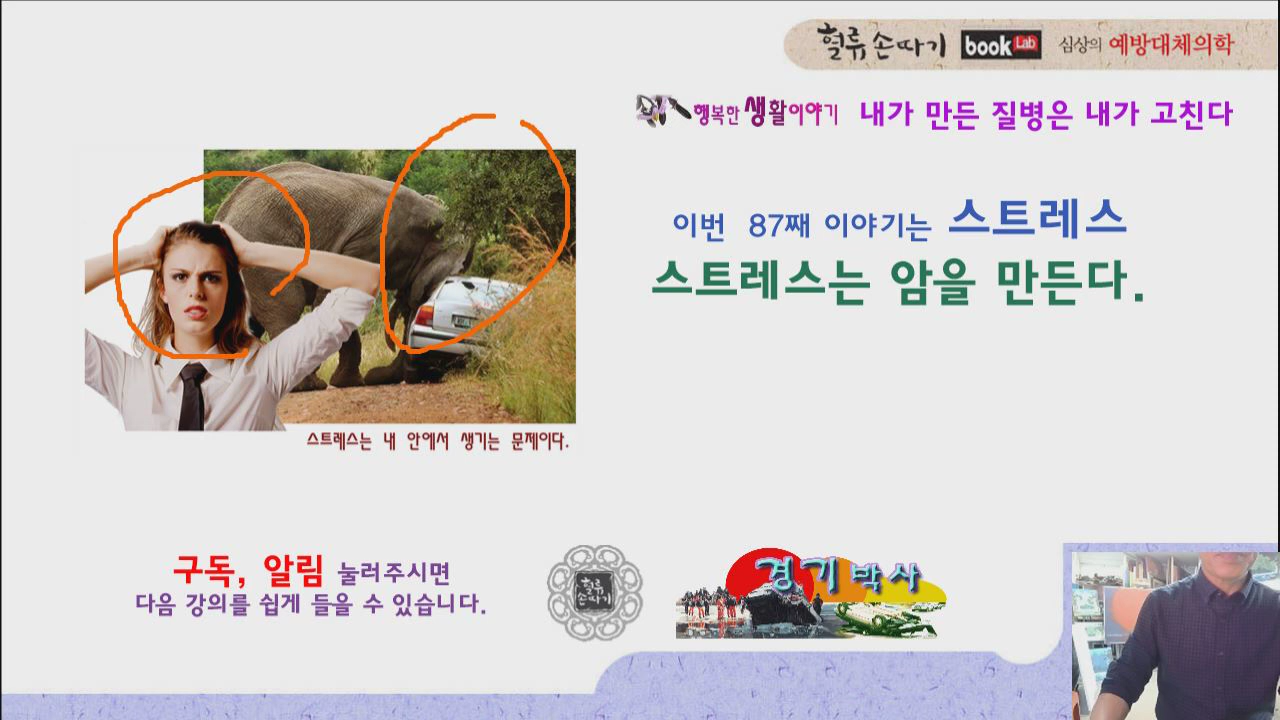 혈류 손따기 book Lab 심상의 예방대체의학
행복한 생활이야기 내가 만든 질병은 내가 고친다
이번 87째 이야기는 스트레스
스트레스는 암을 만든다.
스트레스는 내 안에서 생기는 문제이다.
구독, 알림 눌러주시면
다음 강의를 쉽게 들을 수 있습니다.
혈류
손따기
경기박사